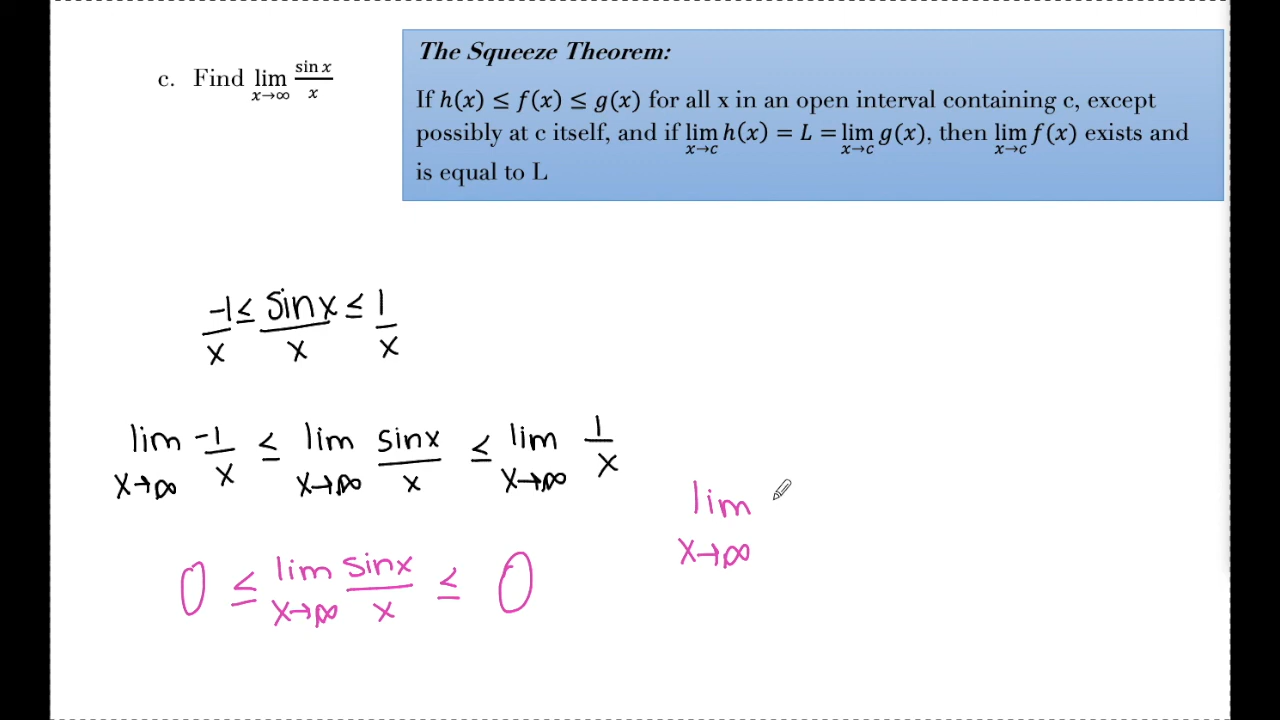 c. Find lim x→∞ sin x / x
The Squeeze Theorem:
If h(x) ≤ f(x) ≤ g(x) for all x in an open interval containing c, except
possibly at c itself, and if lim x→c h(x) = L = lim x→c g(x), then lim x→c f(x) exists and
is equal to L
-1/x ≤ sinx/x ≤ 1/x
lim x→∞ -1/x ≤ lim x→∞ sinx/x ≤ lim x→∞ 1/x
0 ≤ lim x→∞ sinx/x ≤ 0
lim x→∞